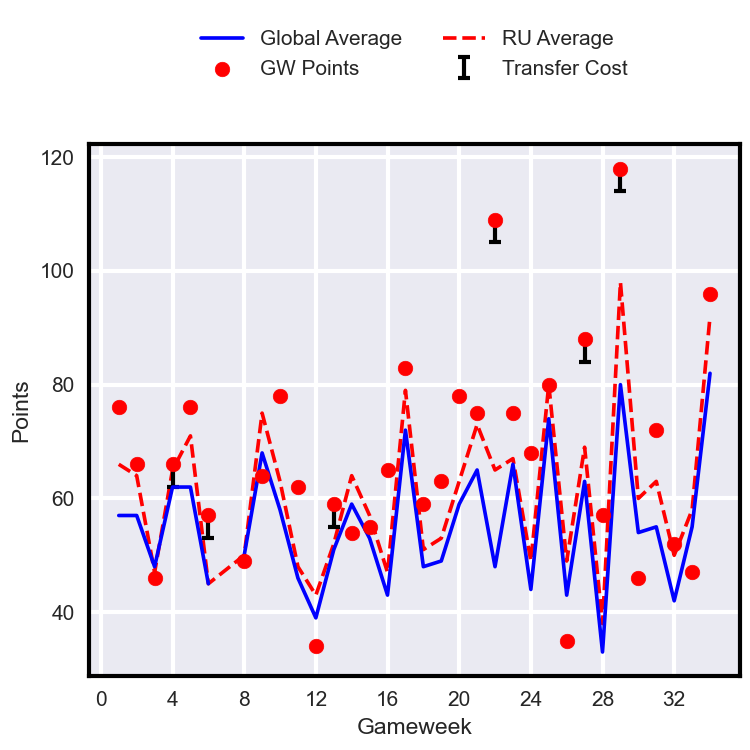 Global Average
RU Average
GW Points
Transfer Cost
120
100
80
60
40
Points
0 4 8 12 16 20 24 28 32
Gameweek